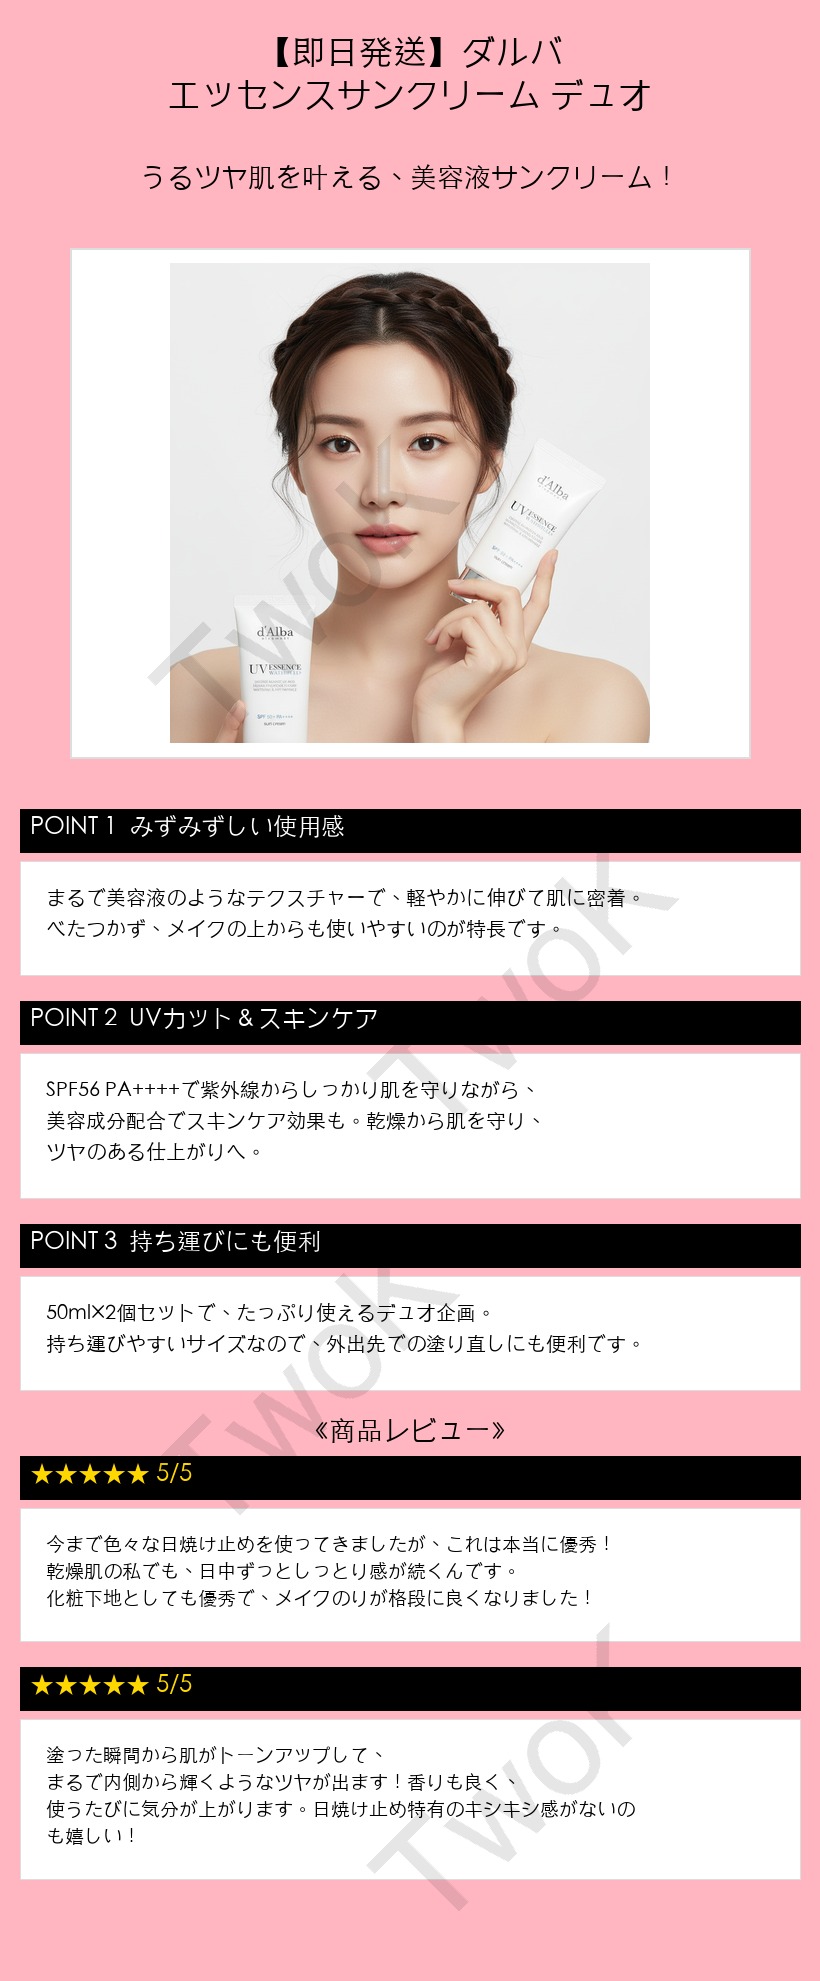 【即日発送】ダルバ
エッセンスサンクリーム デュオ
うるツヤ肌を叶える、美容液サンクリーム！
d'Alba
UV ESSENCE
d'Alba
UV ESSENCE
WATERFULL
SPF 50+ PA++++
POINT 1 みずみずしい使用感
まるで美容液のようなテクスチャーで、軽やかに伸びて肌に密着。
べたつかず、メイクの上からも使いやすいのが特長です。
POINT 2 UVカット＆スキンケア
SPF56 PA++++で紫外線からしっかり肌を守りながら、
美容成分配合でスキンケア効果も。乾燥から肌を守り、
ツヤのある仕上がりへ。
POINT 3 持ち運びにも便利
50ml×2個セットで、たっぷり使えるデュオ企画。
持ち運びやすいサイズなので、外出先での塗り直しにも便利です。
《商品レビュー》
★★★★★ 5/5
今まで色々な日焼け止めを使ってきましたが、これは本当に優秀！
乾燥肌の私でも、日中ずっとしっとり感が続くんです。
化粧下地としても優秀で、メイクのりが格段に良くなりました！
★★★★★ 5/5
塗った瞬間から肌がトーンアップして、
まるで内側から輝くようなツヤが出ます！香りも良く、
使うたびに気分が上がります。日焼け止め特有のキシキシ感がないの
も嬉しい！
TwoK
TwoK
TwoK
TwoK